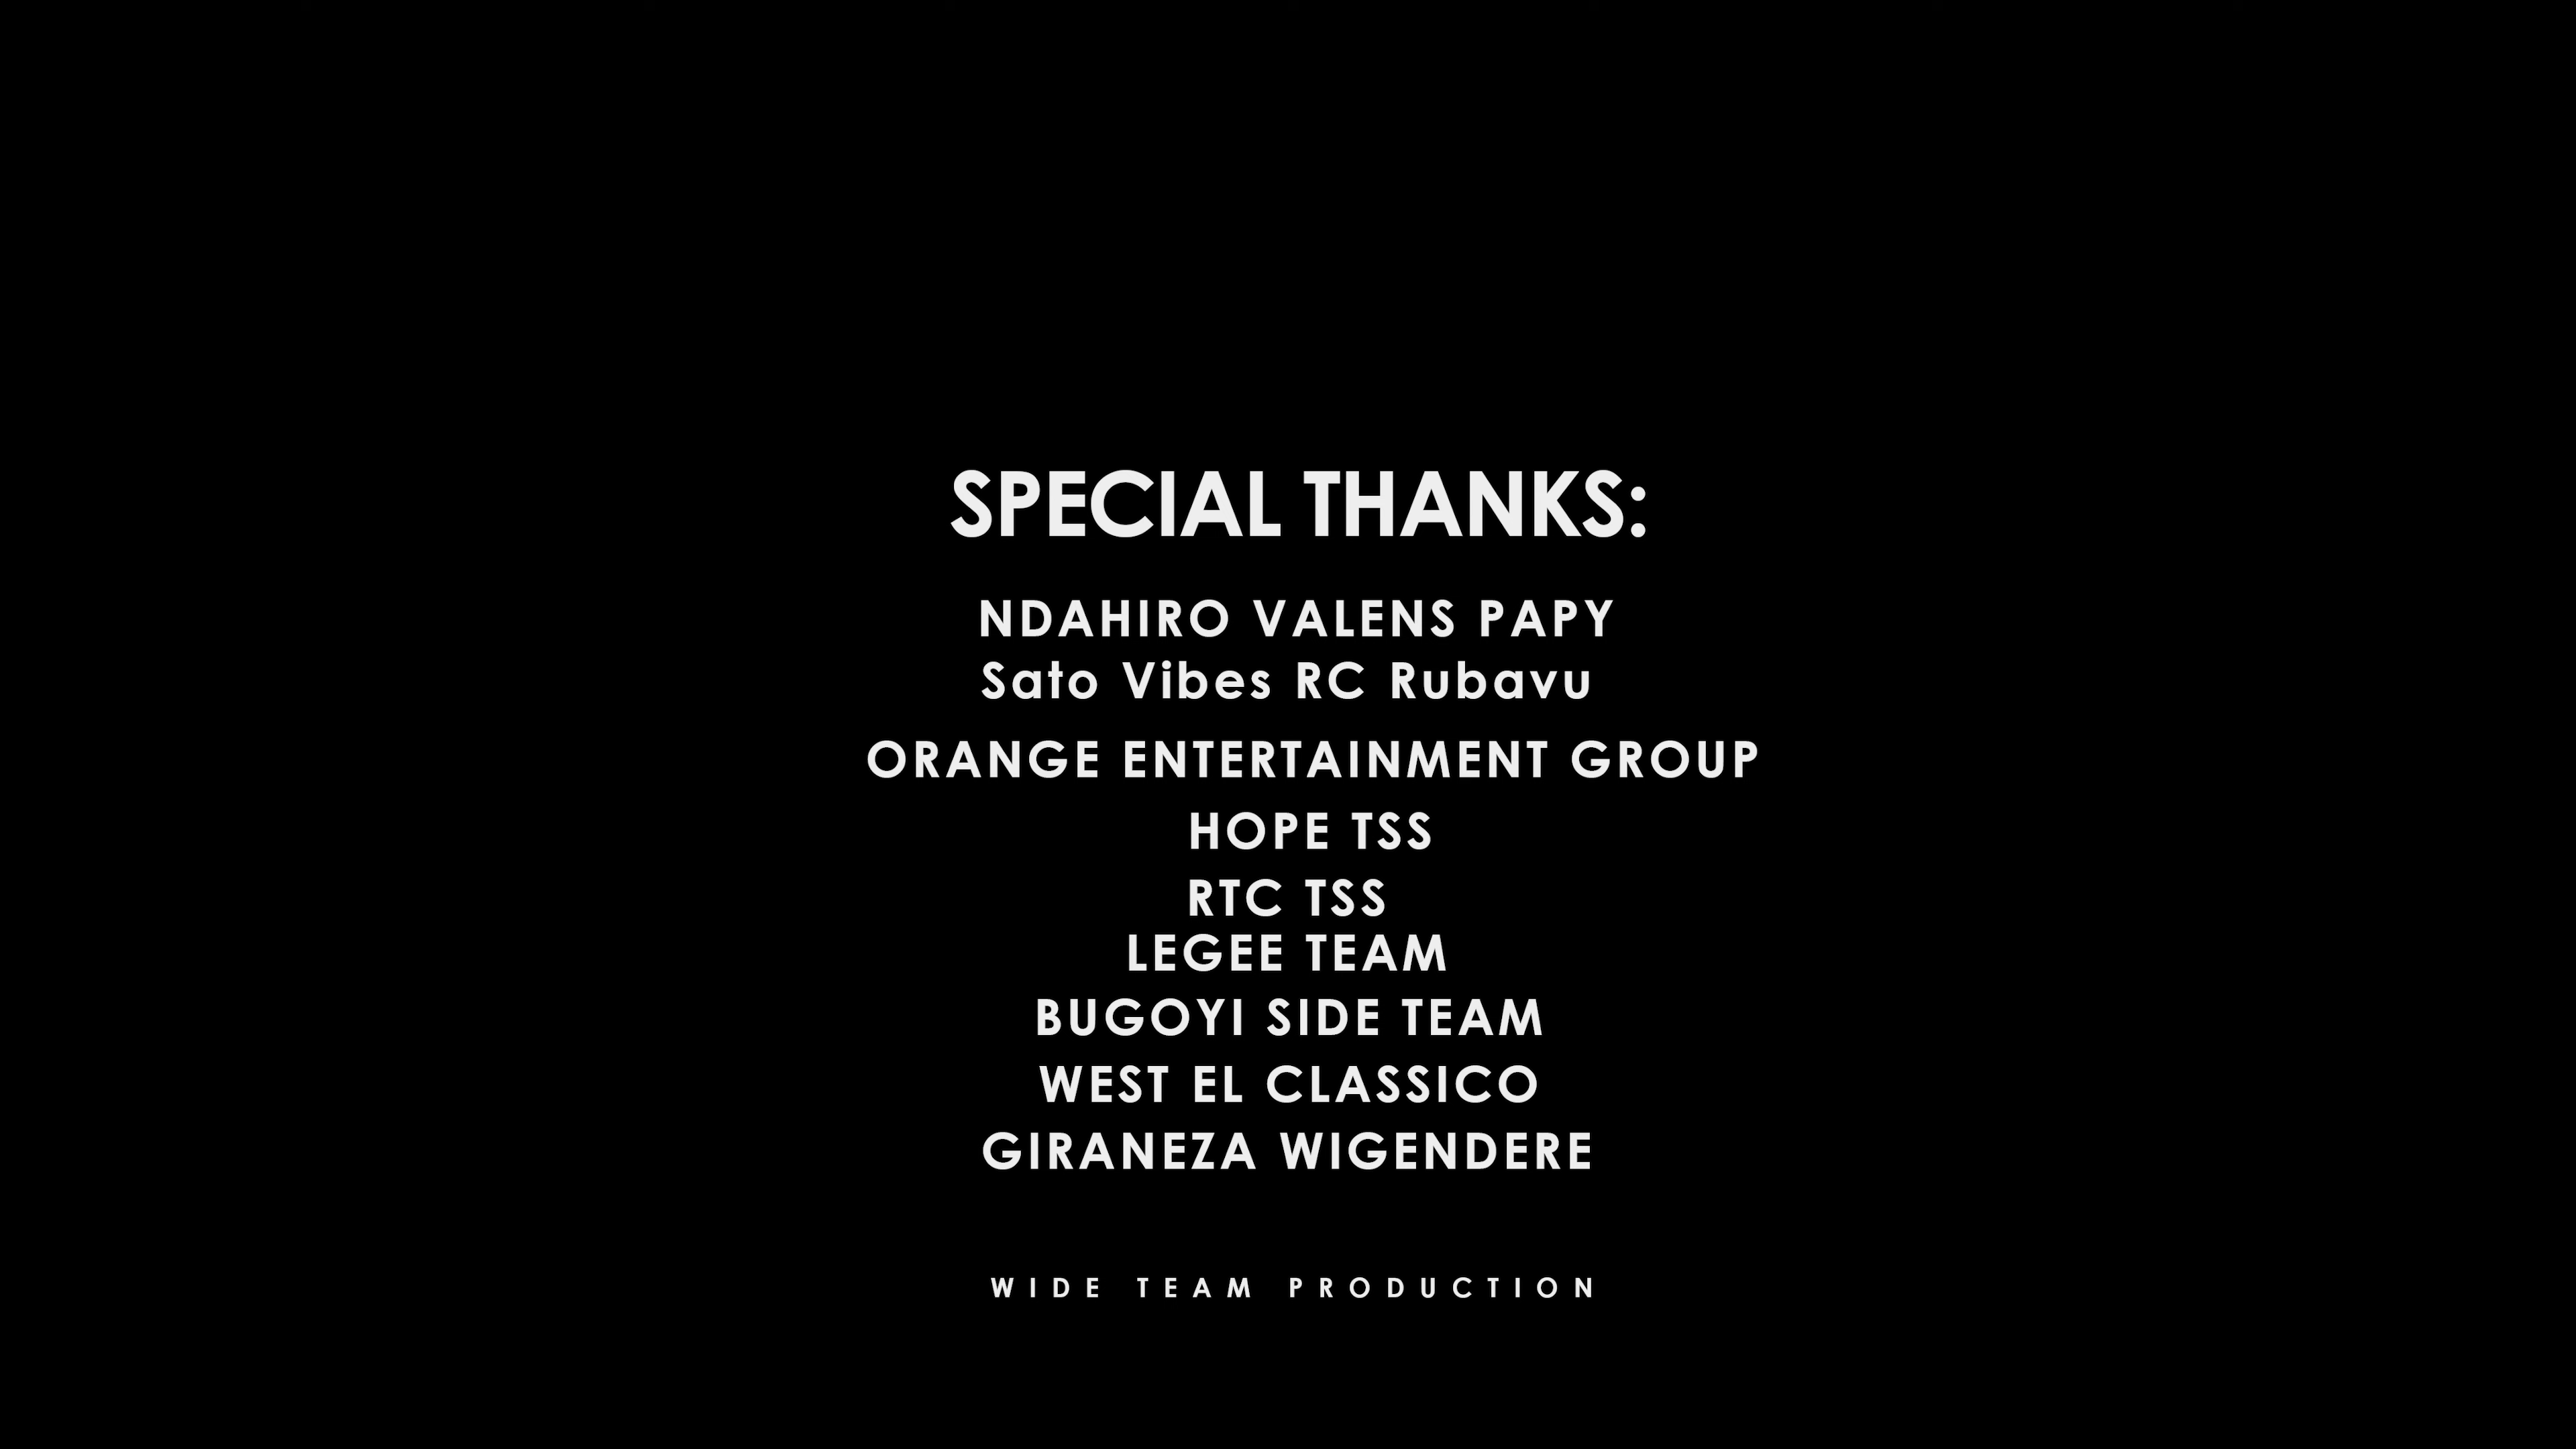 SPECIAL THANKS:
NDAHIRO VALENS PAPY
Sato Vibes RC Rubavu
ORANGE ENTERTAINMENT GROUP
HOPE TSS
RTC TSS
LEGEE TEAM
BUGOYI SIDE TEAM
WEST EL CLASSICO
GIRANEZA WIGENDERE
WIDE TEAM PRODUCTION